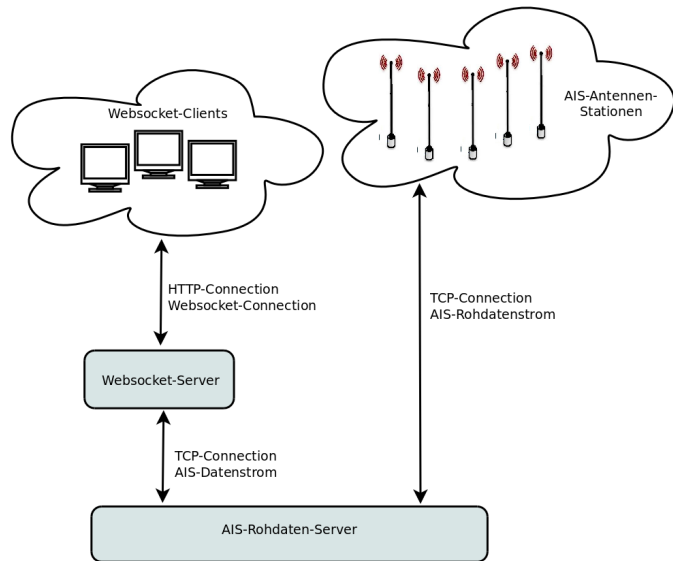 Websocket-Clients
AIS-Antennen-
Stationen
HTTP-Connection
Websocket-Connection
TCP-Connection
AIS-Rohdatenstrom
Websocket-Server
TCP-Connection
AIS-Datenstrom
AIS-Rohdaten-Server